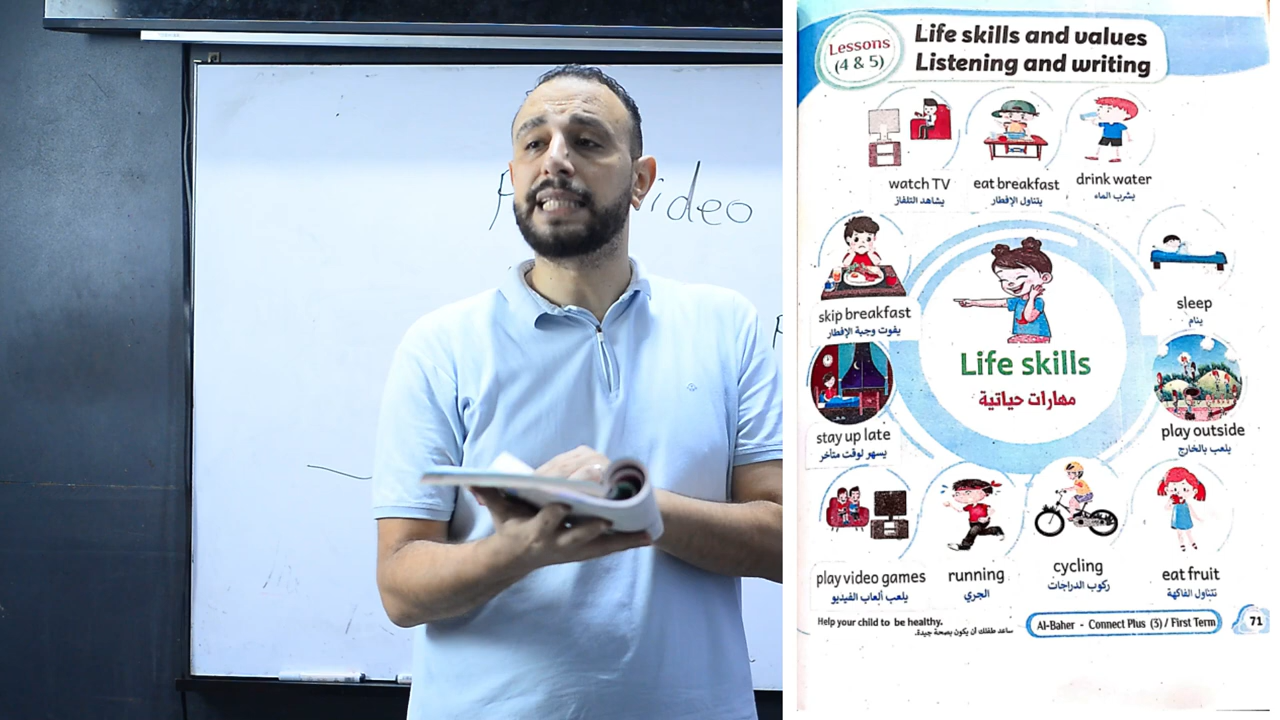 video
Lessons
(4 & 5)
Life skills and values
Listening and writing
watch TV
يشاهد التلفاز
eat breakfast
يتناول الإفطار
drink water
يشرب الماء
skip breakfast
يفوت وجبة الإفطار
sleep
ينام
Life skills
مهارات حياتية
stay up late
يسهر لوقت متأخر
play outside
يلعب بالخارج
play video games
يلعب ألعاب الفيديو
running
الجري
cycling
ركوب الدراجات
eat fruit
نتناول الفاكهة
Help your child to be healthy.
ساعد طفلك أن يكون بصحة جيدة.
Al-Baher - Connect Plus (3) / First Term
71